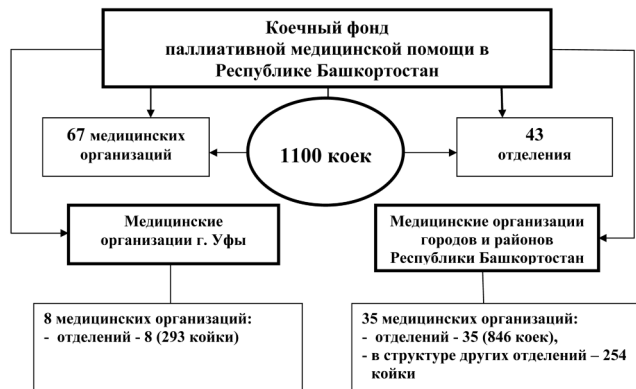 Коечный фонд
паллиативной медицинской помощи в
Республике Башкортостан
67 медицинских
организаций
1100 коек
43
отделения
Медицинские
организации г. Уфы
Медицинские организации
городов и районов
Республики Башкортостан
8 медицинских организаций:
- отделений - 8 (293 койки)
35 медицинских организаций:
- отделений - 35 (846 коек),
- в структуре других отделений – 254
койки